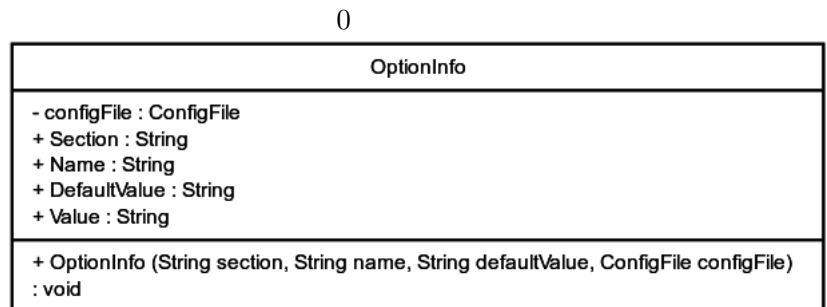 0
OptionInfo
- configFile : ConfigFile
+ Section : String
+ Name : String
+ DefaultValue : String
+ Value : String
+ OptionInfo (String section, String name, String defaultValue, ConfigFile configFile)
: void